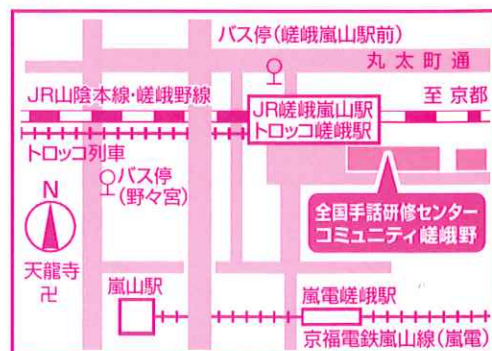 バス停(嵯峨嵐山駅前)
丸太町通
JR山陰本線・嵯峨野線
至 京都
JR嵯峨嵐山駅
トロッコ嵯峨駅
トロッコ列車
バス停
(野々宮)
N
全国手話研修センター
コミュニティ嵯峨野
天龍寺
卍
嵐山駅
嵐電嵯峨駅
京福電鉄嵐山線(嵐電)